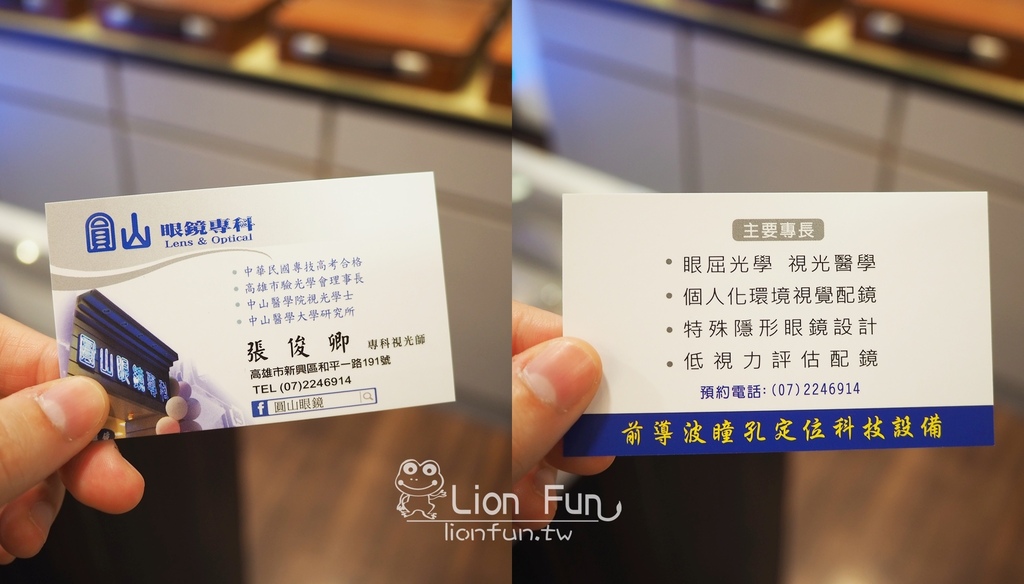 圓山 眼鏡專科
Lens & Optical
中華民國專技高考合格
高雄市驗光學會理事長
中山醫學院視光學士
中山醫學大學研究所
張俊卿 專科視光師
高雄市新興區和平一路191號
TEL (07)2246914
f 圓山眼鏡
圓山眼鏡專科
主要專長
眼屈光學 視光醫學
個人化環境視覺配鏡
特殊隱形眼鏡設計
低視力評估配鏡
預約電話:(07)2246914
前導波瞳孔定位科技設備
Lion Fun
lionfun.tw